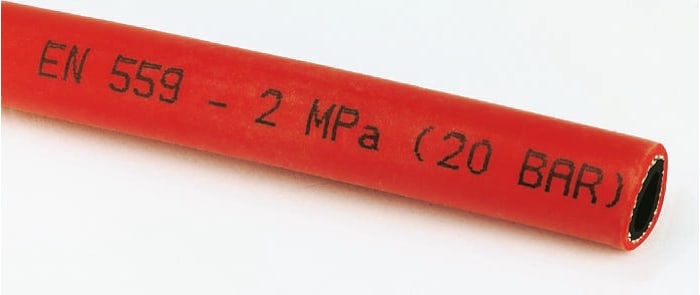 EN 559 - 2 MPa (20 BAR)